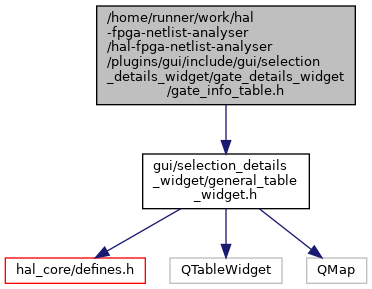 /home/runner/work/hal
-fpga-netlist-analyser
/hal-fpga-netlist-analyser
/plugins/gui/include/gui/selection
_details_widget/gate_details_widget
/gate_info_table.h
gui/selection_details
_widget/general_table
_widget.h
hal_core/defines.h
QTableWidget
QMap